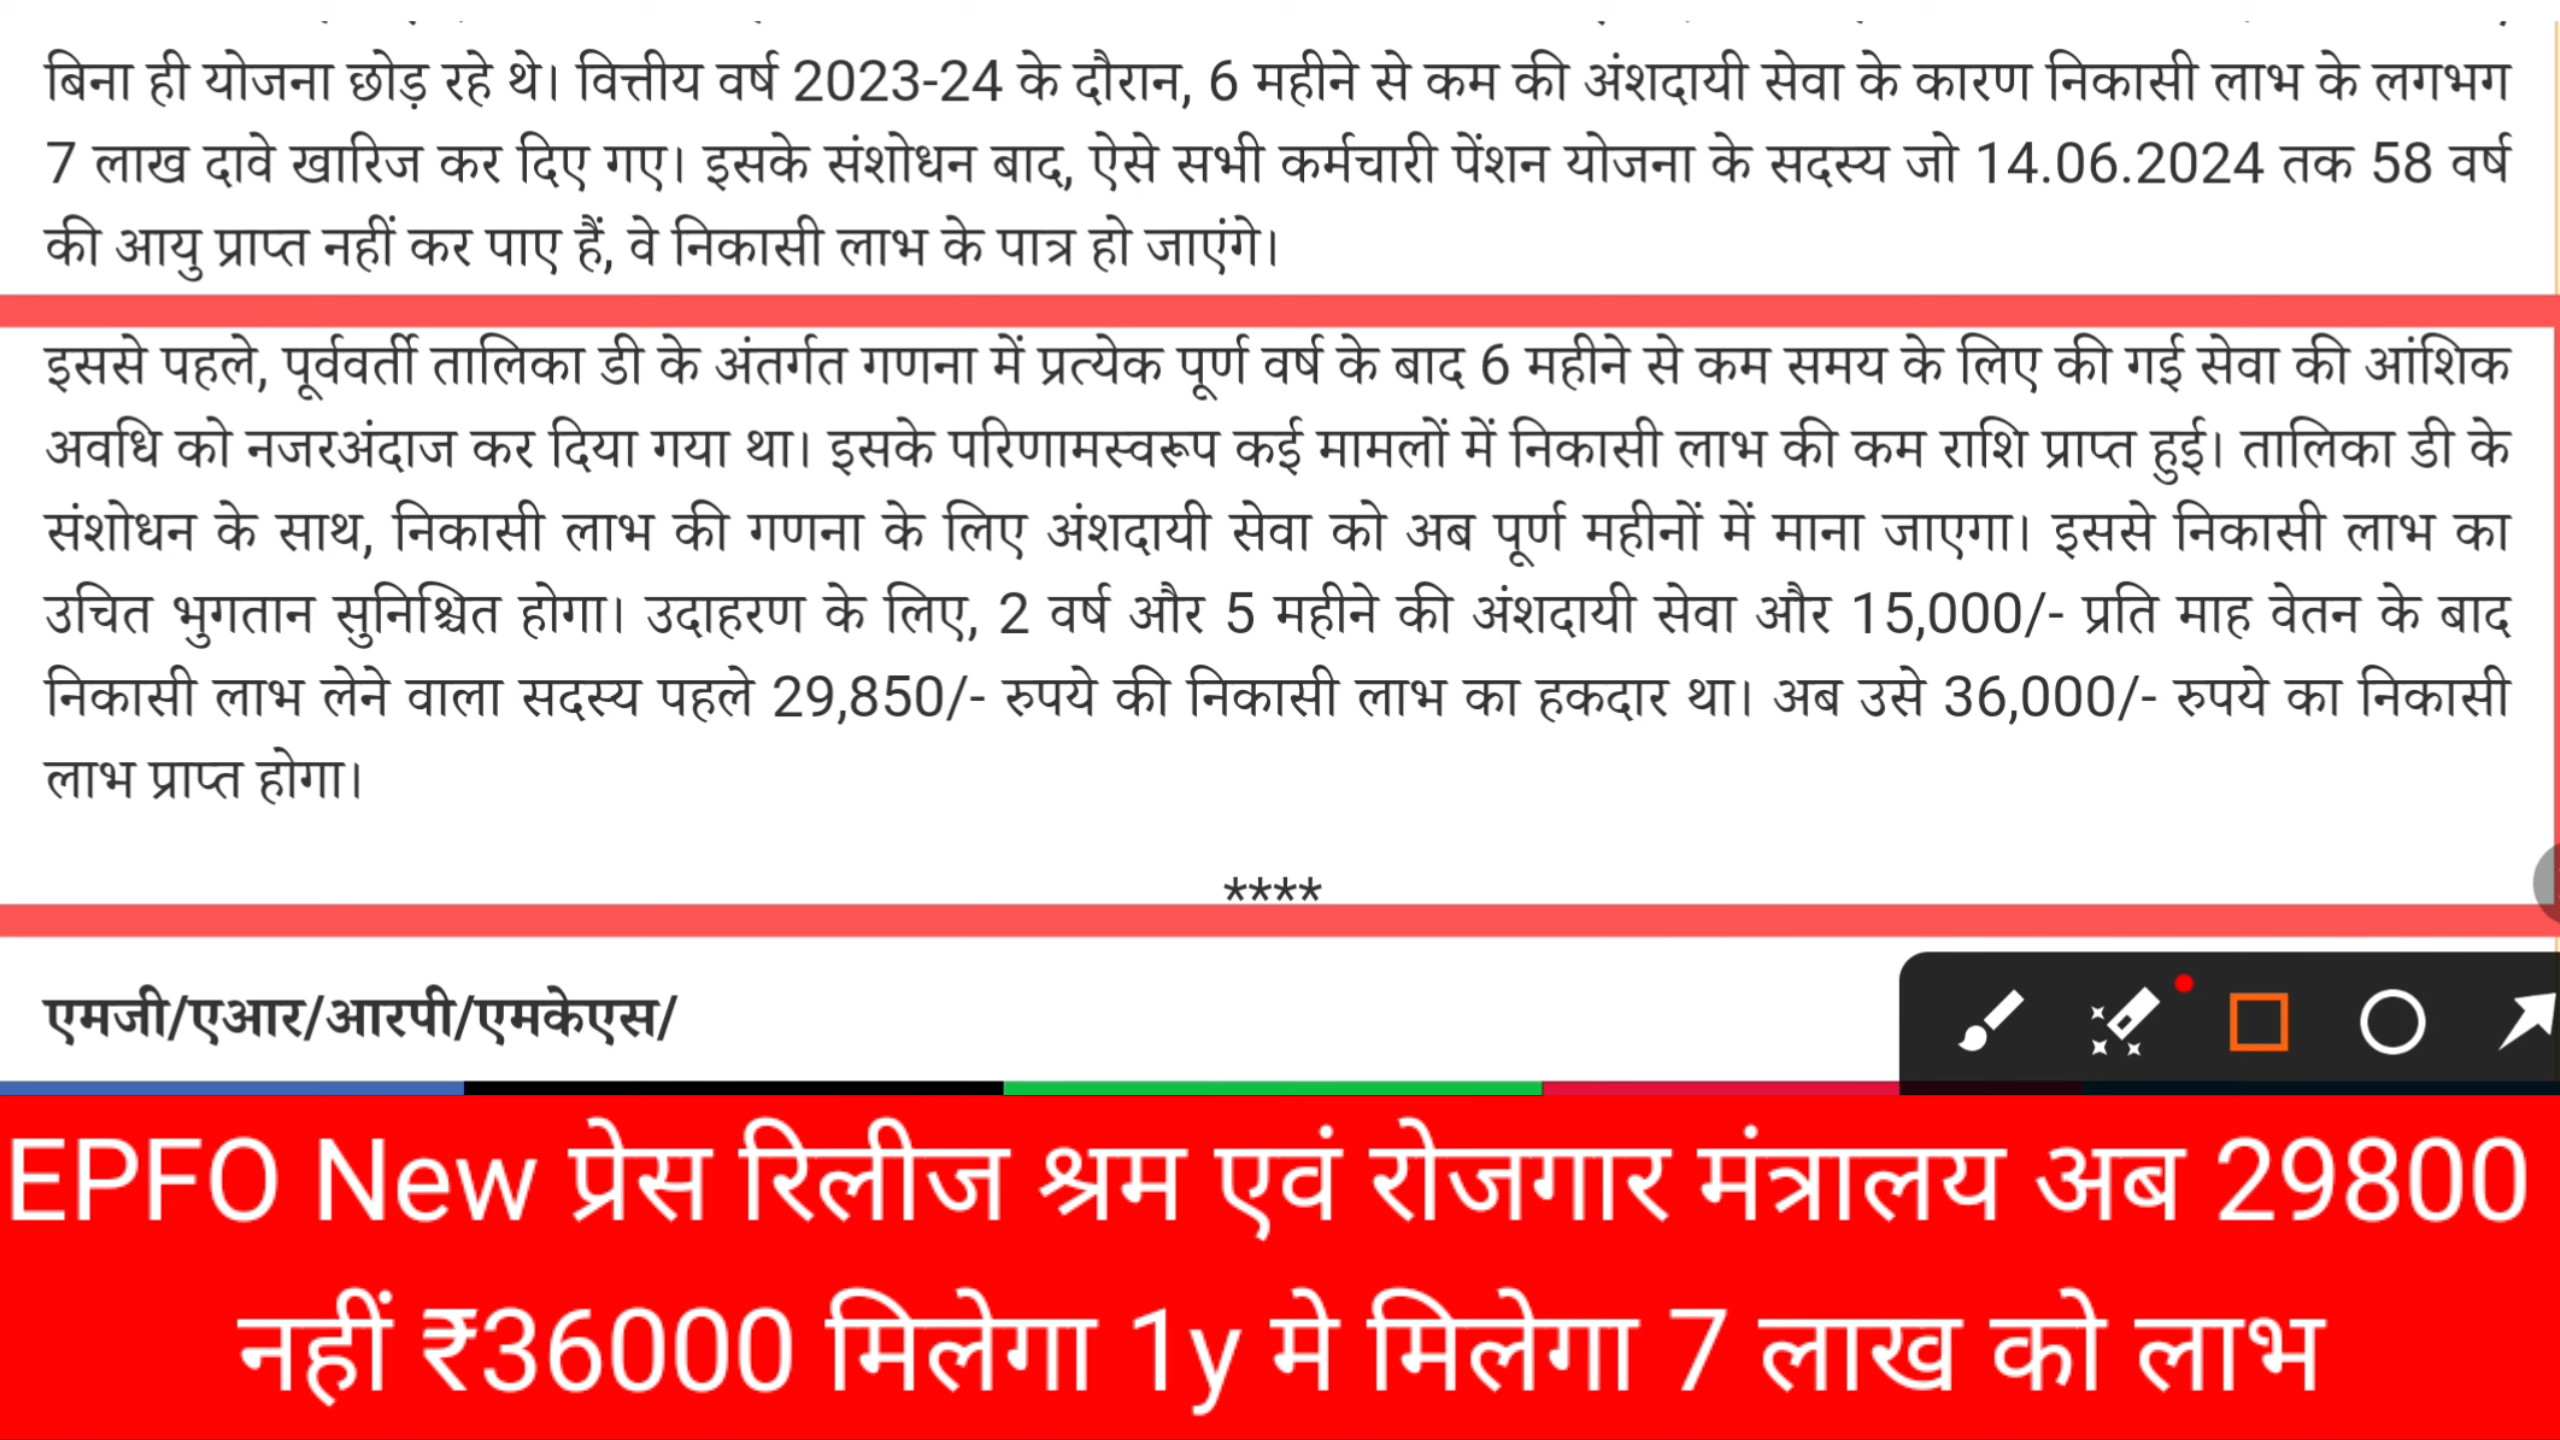 बिना ही योजना छोड़ रहे थे। वित्तीय वर्ष 2023-24 के दौरान, 6 महीने से कम की अंशदायी सेवा के कारण निकासी लाभ के लगभग
7 लाख दावे खारिज कर दिए गए। इसके संशोधन बाद, ऐसे सभी कर्मचारी पेंशन योजना के सदस्य जो 14.06.2024 तक 58 वर्ष
की आयु प्राप्त नहीं कर पाए हैं, वे निकासी लाभ के पात्र हो जाएंगे।
इससे पहले, पूर्ववर्ती तालिका डी के अंतर्गत गणना में प्रत्येक पूर्ण वर्ष के बाद 6 महीने से कम समय के लिए की गई सेवा की आंशिक
अवधि को नजरअंदाज कर दिया गया था। इसके परिणामस्वरूप कई मामलों में निकासी लाभ की कम राशि प्राप्त हुई। तालिका डी के
संशोधन के साथ, निकासी लाभ की गणना के लिए अंशदायी सेवा को अब पूर्ण महीनों में माना जाएगा। इससे निकासी लाभ का
उचित भुगतान सुनिश्चित होगा। उदाहरण के लिए, 2 वर्ष और 5 महीने की अंशदायी सेवा और 15,000/- प्रति माह वेतन के बाद
निकासी लाभ लेने वाला सदस्य पहले 29,850/- रुपये की निकासी लाभ का हकदार था। अब उसे 36,000/- रुपये का निकासी
लाभ प्राप्त होगा।
****
एमजी/एआर/आरपी/एमकेएस/
EPFO New प्रेस रिलीज श्रम एवं रोजगार मंत्रालय अब 29800
नहीं ₹36000 मिलेगा 1y मे मिलेगा 7 लाख को लाभ